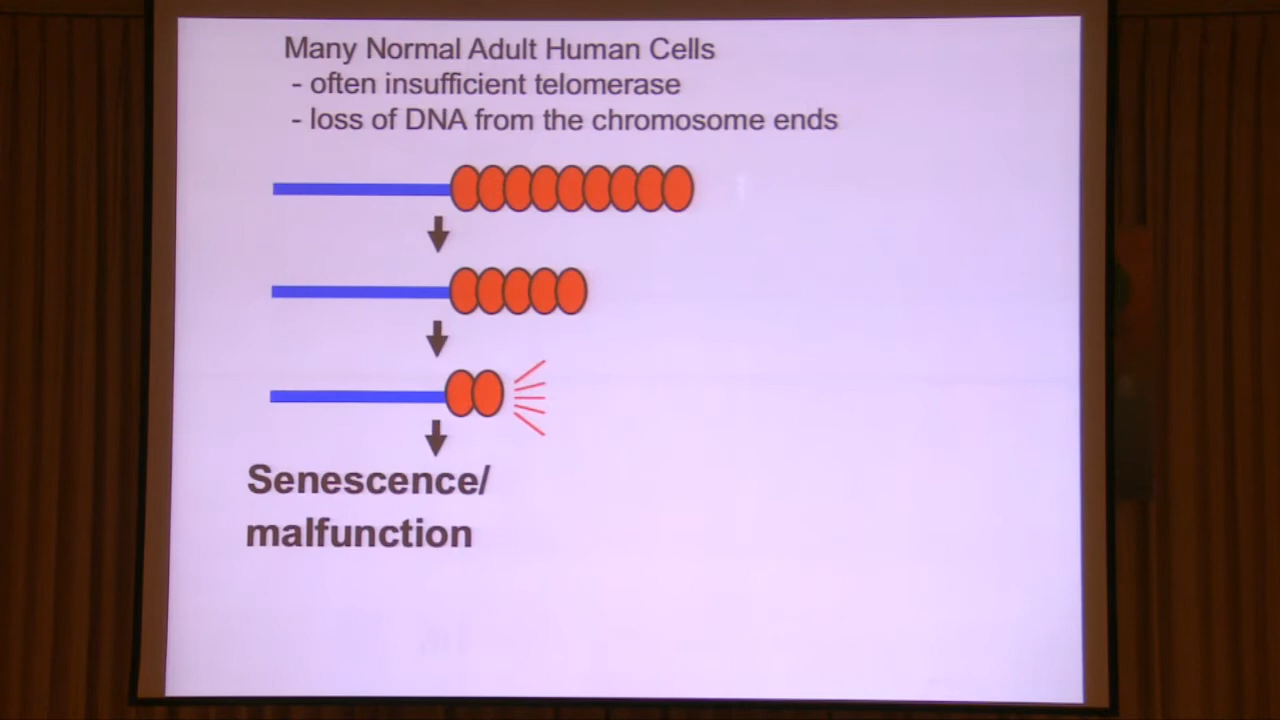 Many Normal Adult Human Cells
- often insufficient telomerase
- loss of DNA from the chromosome ends
Senescence/
malfunction